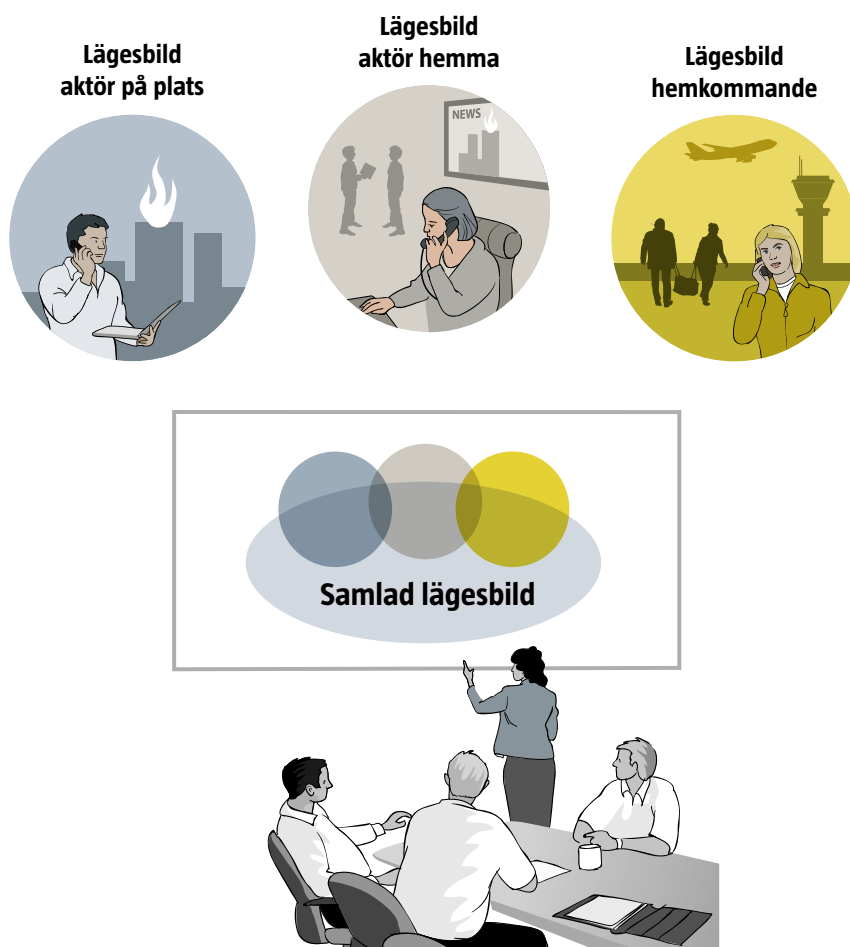 Lägesbild
aktör på plats
Lägesbild
aktör hemma
Lägesbild
hemkommande
NEWS
Samlad lägesbild